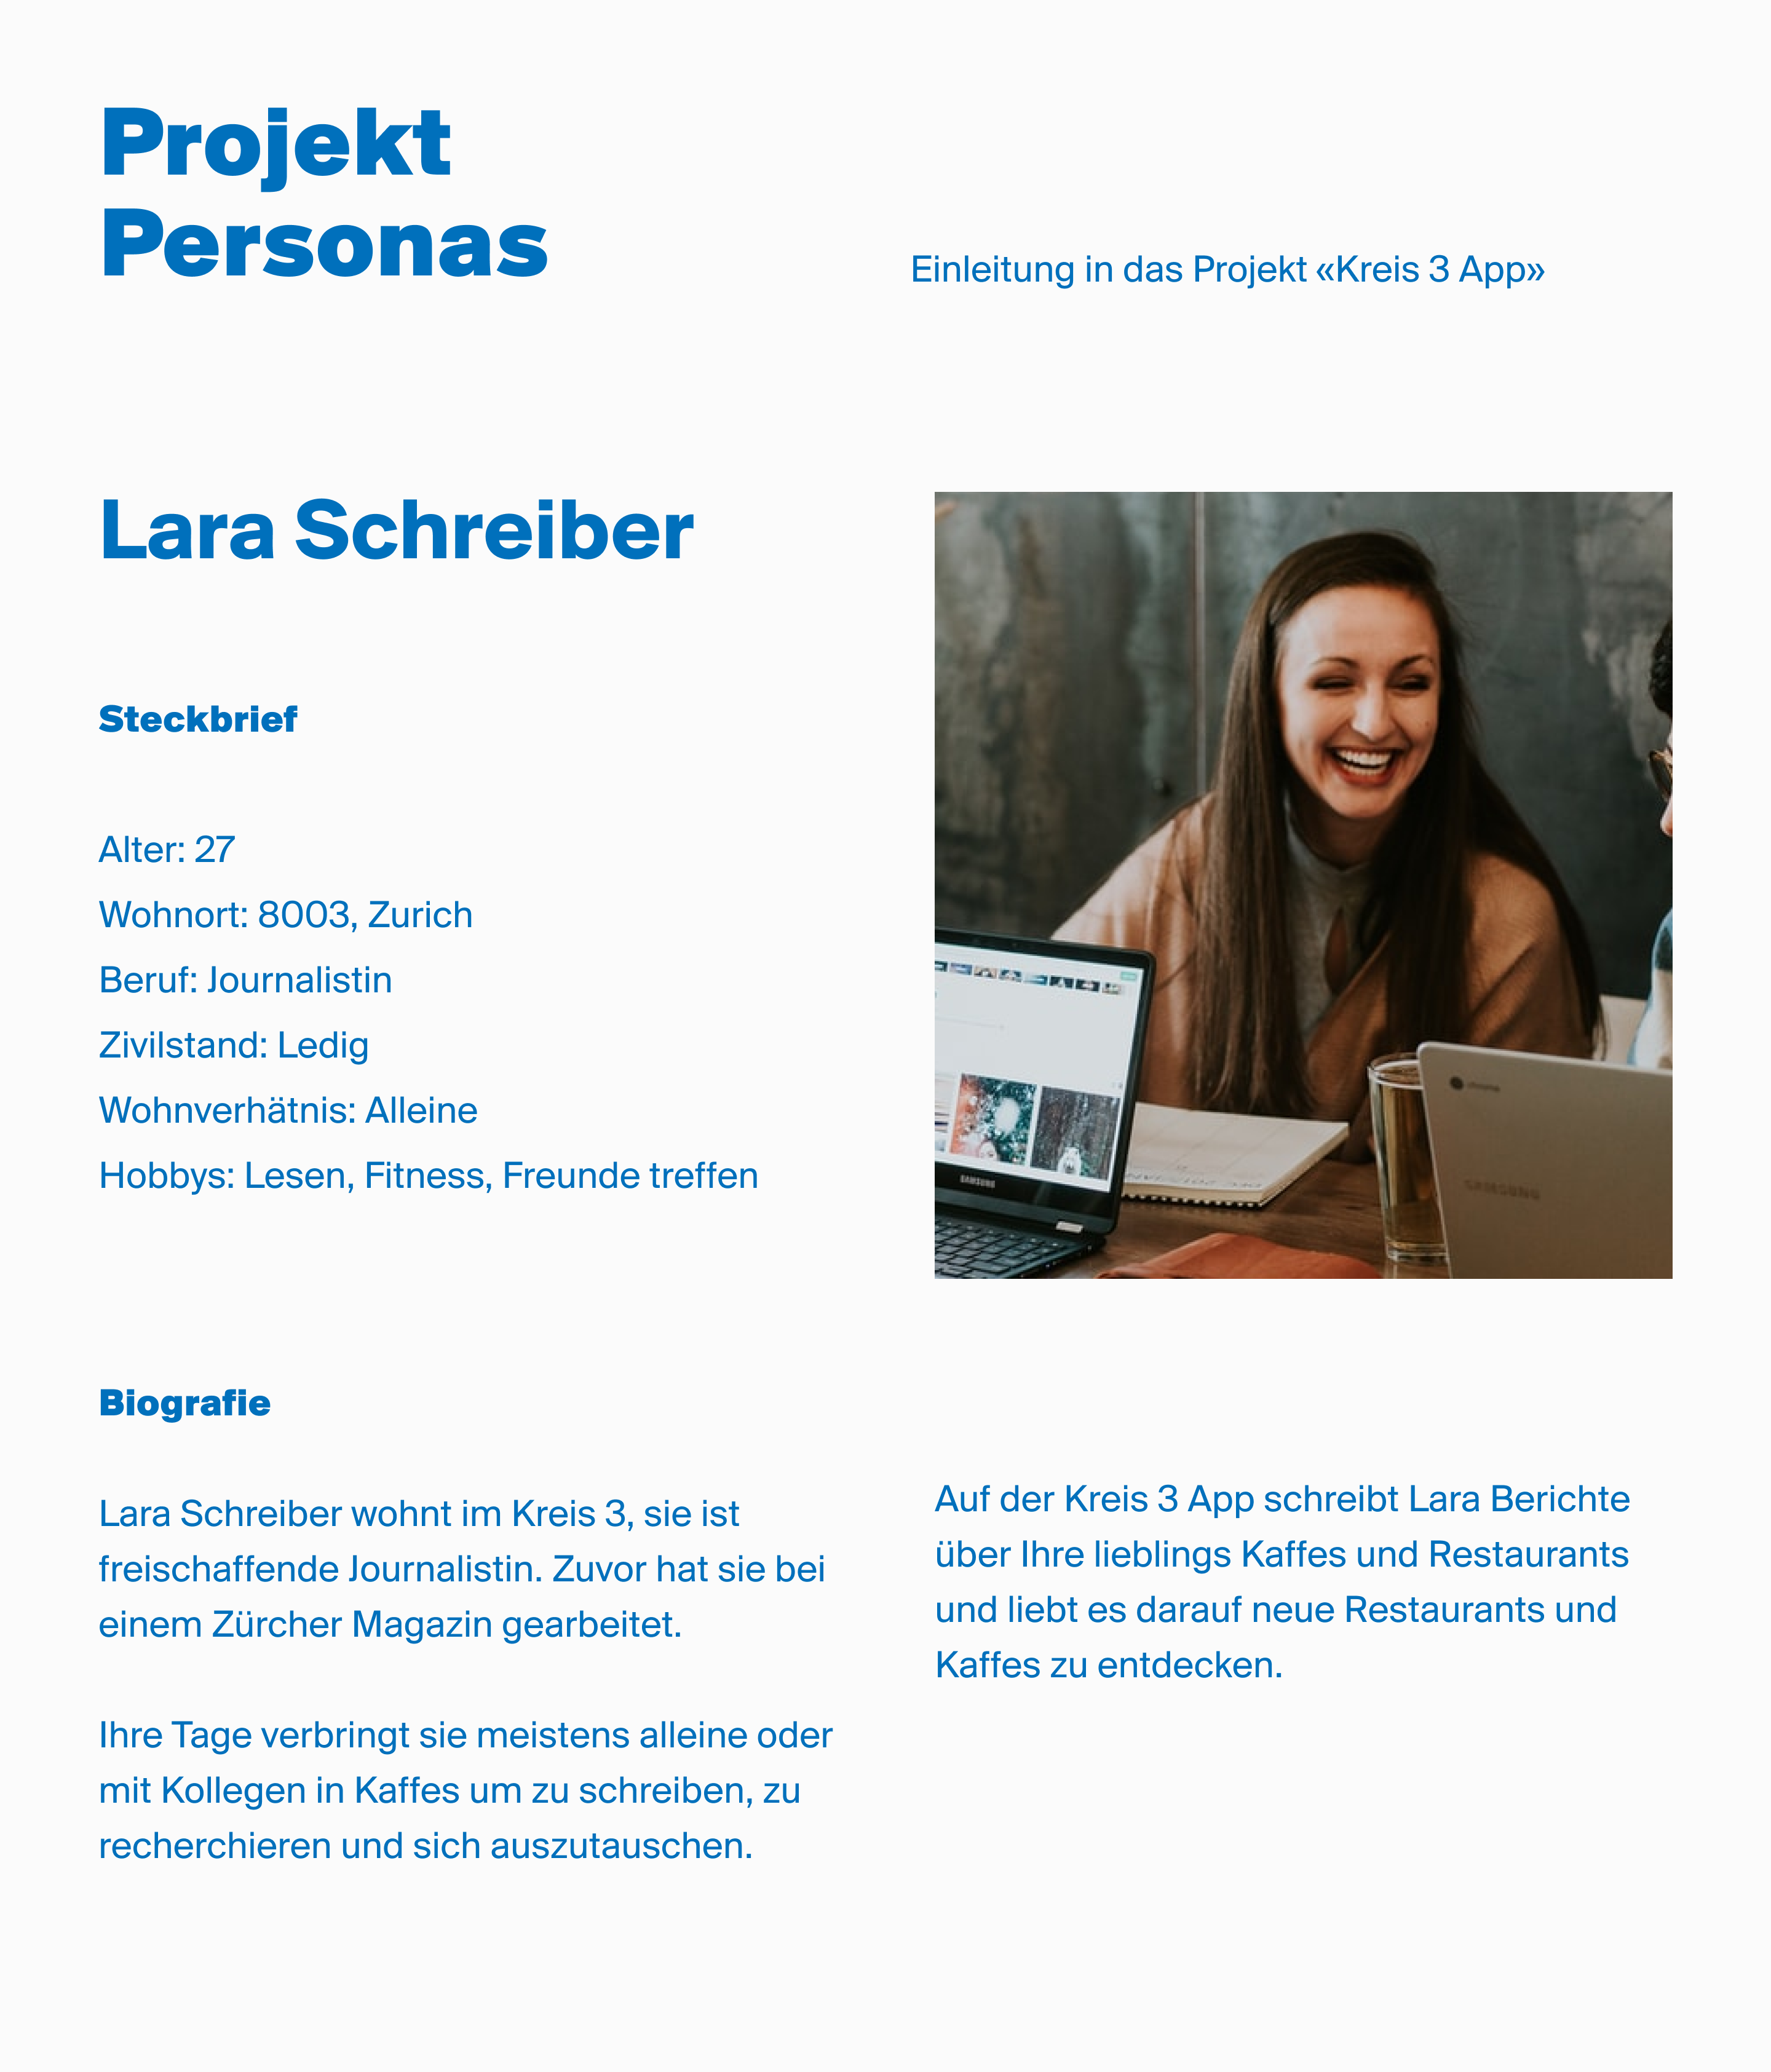 Projekt
Personas
Einleitung in das Projekt «Kreis 3 App»
Lara Schreiber
Steckbrief
Alter: 27
Wohnort: 8003, Zurich
Beruf: Journalistin
Zivilstand: Ledig
Wohnverhätnis: Alleine
Hobbys: Lesen, Fitness, Freunde treffen
SAMSUNG
chrome
SAMSUNG
Biografie
Lara Schreiber wohnt im Kreis 3, sie ist
freischaffende Journalistin. Zuvor hat sie bei
einem Zürcher Magazin gearbeitet.
Ihre Tage verbringt sie meistens alleine oder
mit Kollegen in Kaffes um zu schreiben, zu
recherchieren und sich auszutauschen.
Auf der Kreis 3 App schreibt Lara Berichte
über Ihre lieblings Kaffes und Restaurants
und liebt es darauf neue Restaurants und
Kaffes zu entdecken.